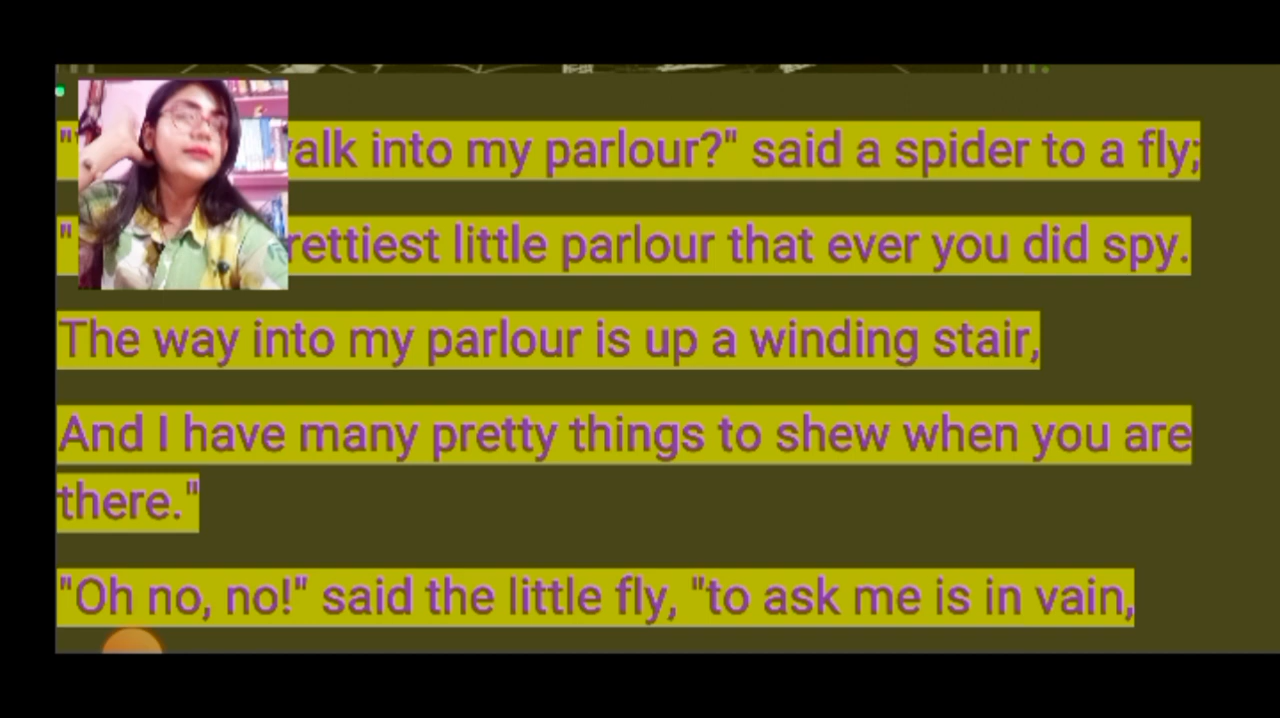 " into my parlour?" said a spider to a fly;
" little parlour that ever you did spy.
The way into my parlour is up a winding stair,
And I have many pretty things to shew when you are
there."
"Oh no, no!" said the little fly, "to ask me is in vain,